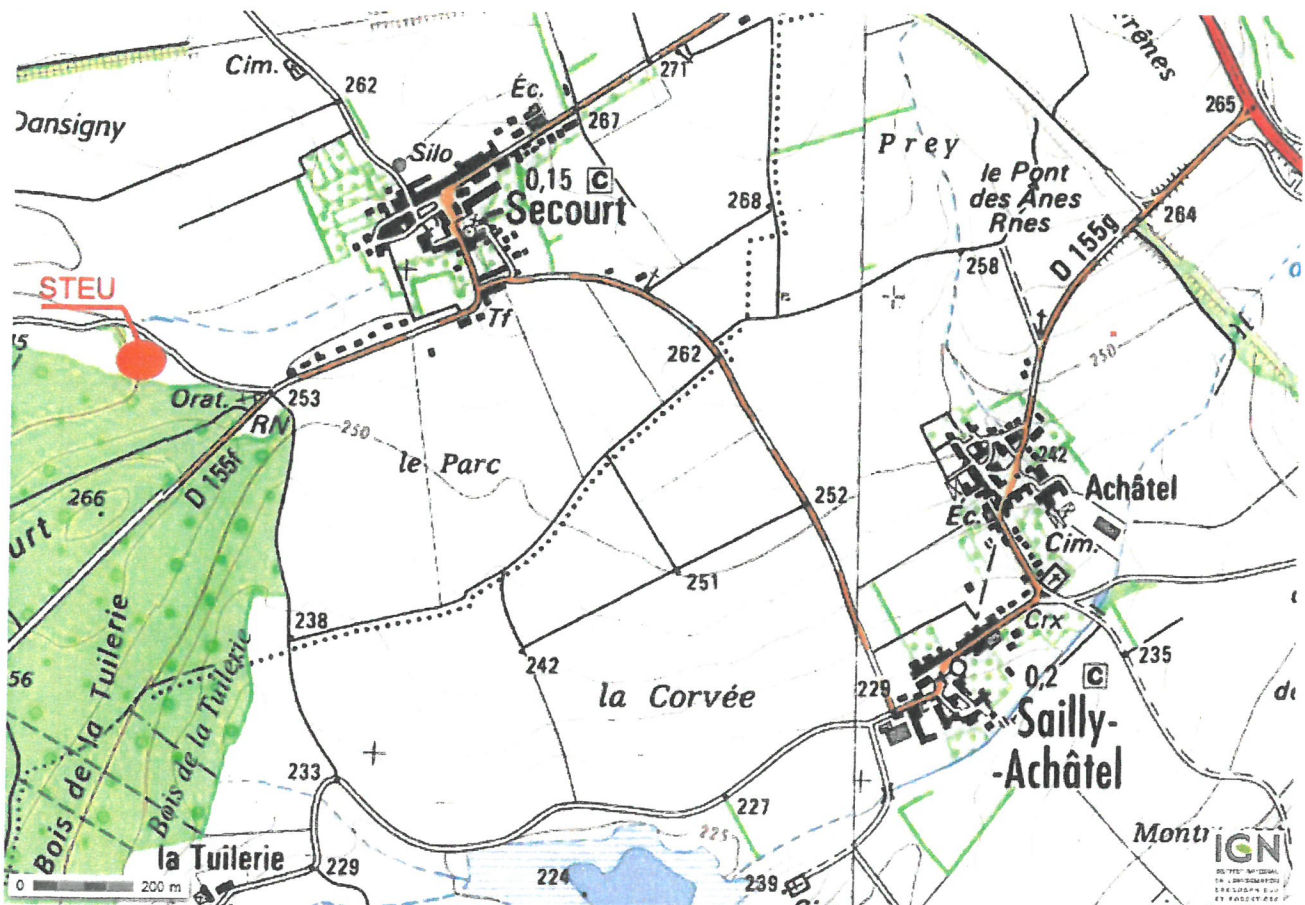 Cim.
262
Dansigny
Éc.
271
267
Silo
0,15 C
Secourt
268
Prey
le Pont
des Ânes
Rnes
258
D 155g
265
264
STEU
Tf
262
250
Orat.
253
RN
250
le Parc
D 155f
266
252
242
Achâtel
Éc.
Cim.
251
238
242
Crx
235
la Corvée
229
0,2 C
Sailly-
-Achâtel
56
Bois de la Tuilerie
Bois de la Tuilerie
233
227
225
la Tuilerie
229
224
239
0 200 m
IGN